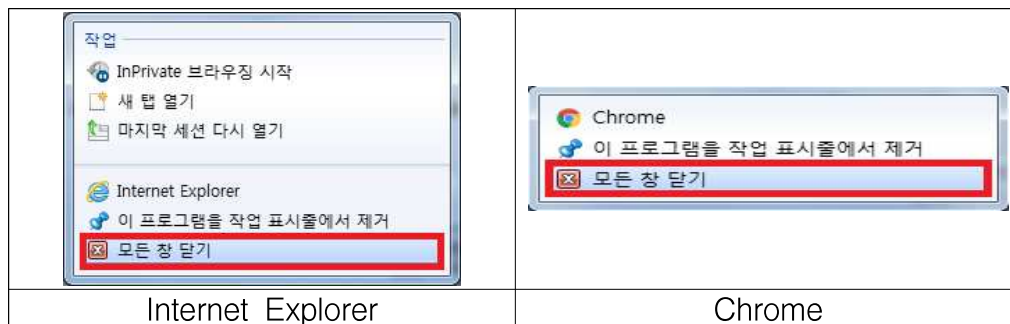 작업
InPrivate 브라우징 시작
새 탭 열기
마지막 세션 다시 열기
Internet Explorer
이 프로그램을 작업 표시줄에서 제거
모든 창 닫기
Chrome
이 프로그램을 작업 표시줄에서 제거
모든 창 닫기
Internet Explorer
Chrome